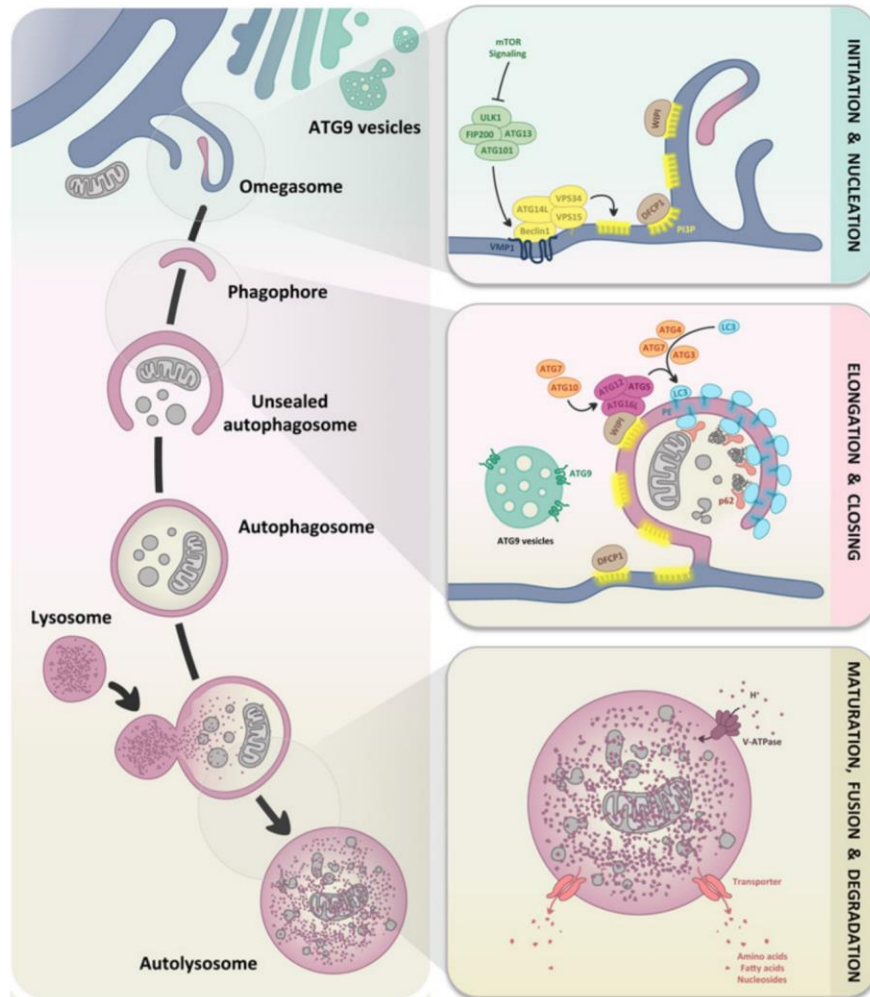 ATG9 vesicles
Omegasome
Phagophore
Unsealed
autophagosome
Autophagosome
Lysosome
Autolysosome
mTOR
Signaling
ULK1
FIP200
ATG13
ATG101
WIPI
ATG14L
VPS34
VPS15
Beclin1
VMP1
DFCP1
PI3P
INITIATION & NUCLEATION
ATG4
LC3
ATG7
ATG3
ATG7
ATG10
ATG12
ATG5
ATG16L
LC3
PE
WIPI
ATG9
p62
ATG9 vesicles
DFCP1
ELONGATION & CLOSING
H⁺
V-ATPase
Transporter
Amino acids
Fatty acids
Nucleosides
MATURATION, FUSION & DEGRADATION